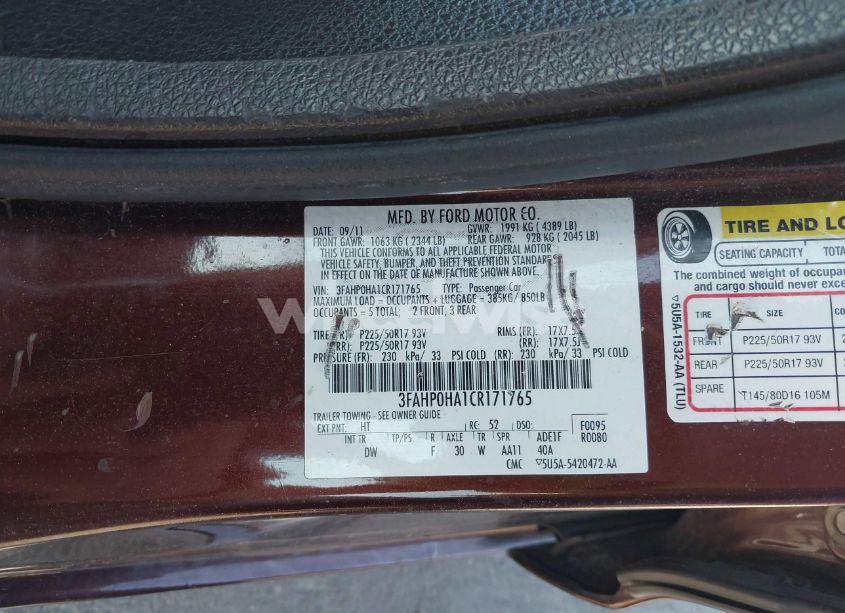 MFD. BY FORD MOTOR CO.
DATE: 09/11 GVWR: 1991 KG ( 4389 LB)
FRONT GAWR: 1063 KG ( 2344 LB) REAR GAWR: 928 KG ( 2045 LB)
THIS VEHICLE CONFORMS TO ALL APPLICABLE FEDERAL MOTOR
VEHICLE SAFETY, BUMPER, AND THEFT PREVENTION STANDARDS
IN EFFECT ON THE DATE OF MANUFACTURE SHOWN ABOVE.
VIN: 3FAHP0HA1CR171765 TYPE: Passenger Car
MAXIMUM LOAD = OCCUPANTS + LUGGAGE = 385KG/ 850LB
OCCUPANTS = 5 TOTAL: 2 FRONT, 3 REAR
P225/50R17 93V RIMS (FR): 17X7.5
(RR): P225/50R17 93V (RR): 17X7.5
PRESSURE (FR): 230 kPa/ 33 PSI COLD (RR): 230 kPa/ 33 PSI COLD
3FAHP0HA1CR171765
TRAILER TOWING - SEE OWNER GUIDE
EXT PNT: HT RC: 52 DSO: F0095
INT TR TP/PS R AXLE TR SPR ADE1F R0080
DW F 30 W AA11 40A
CMC ▽5U5A-5420472-AA
TIRE AND LO
SEATING CAPACITY TOTA
The combined weight of occupa
and cargo should never exce
TIRE SIZE CO
FRONT P225/50R17 93V 2
REAR P225/50R17 93V
SPARE T145/80D16 105M
▽5U5A-1532-AA (TLU)